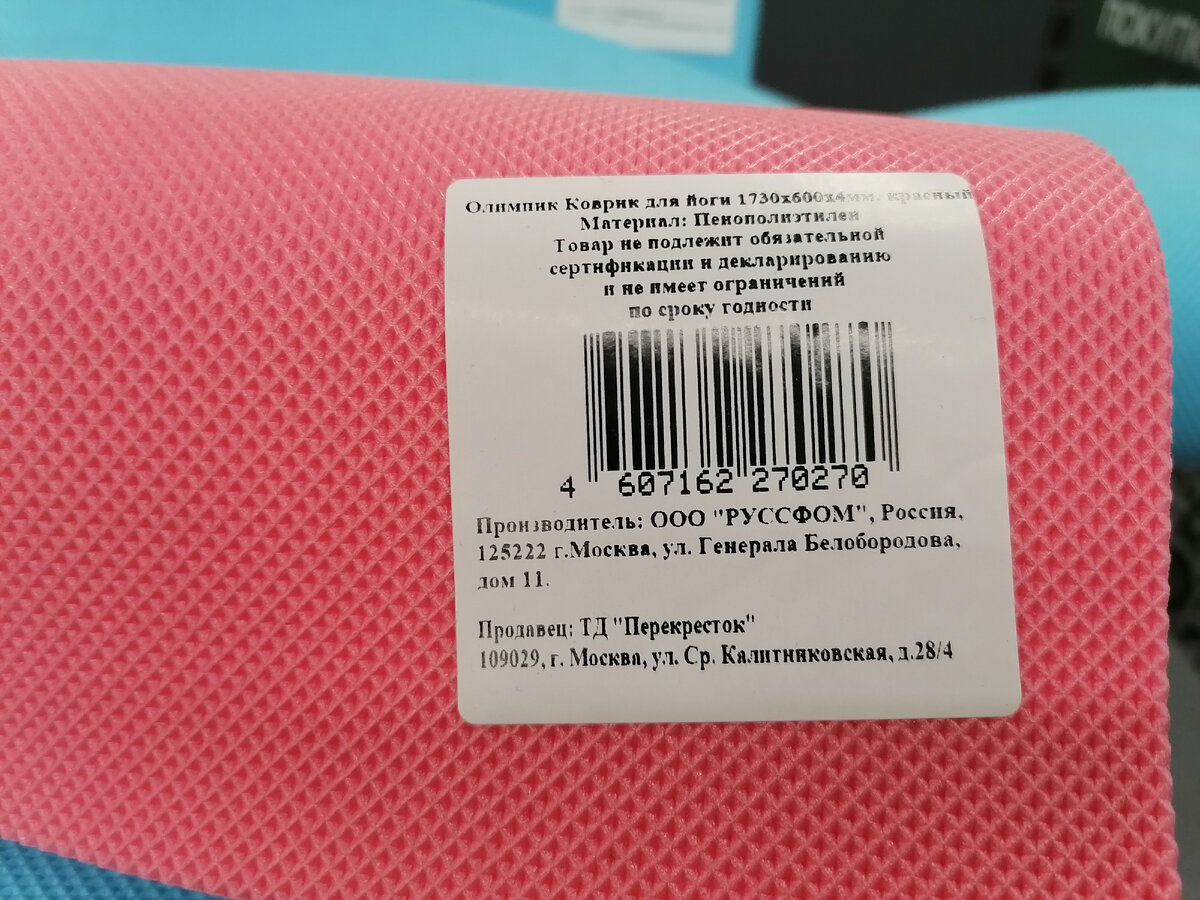 ПОКУПК
Олимпик Коврик для йоги 1730х600х4мм. красный
Материал: Пенополиэтилен
Товар не подлежит обязательной
сертификации и декларированию
и не имеет ограничений
по сроку годности
4 607162 270270
Производитель: ООО "РУССФОМ", Россия,
125222 г.Москва, ул. Генерала Белобородова,
дом 11.
Продавец: ТД "Перекресток"
109029, г. Москва, ул. Ср. Калитниковская, д.28/4